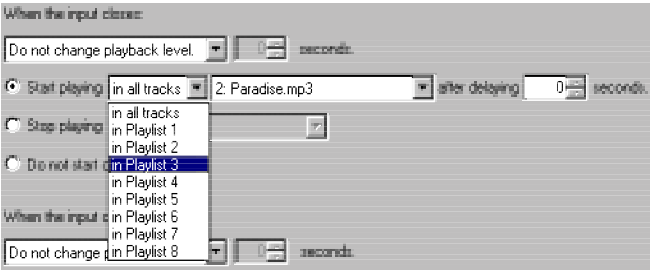 When the input closes:
Do not change playback level. 0 seconds.
Start playing in all tracks 2: Paradise.mp3 after delaying 0 seconds.
in all tracks
Stop playing in Playlist 1
in Playlist 2
Do not start in Playlist 3
in Playlist 4
in Playlist 5
in Playlist 6
When the input in Playlist 7
Do not change in Playlist 8 0 seconds.